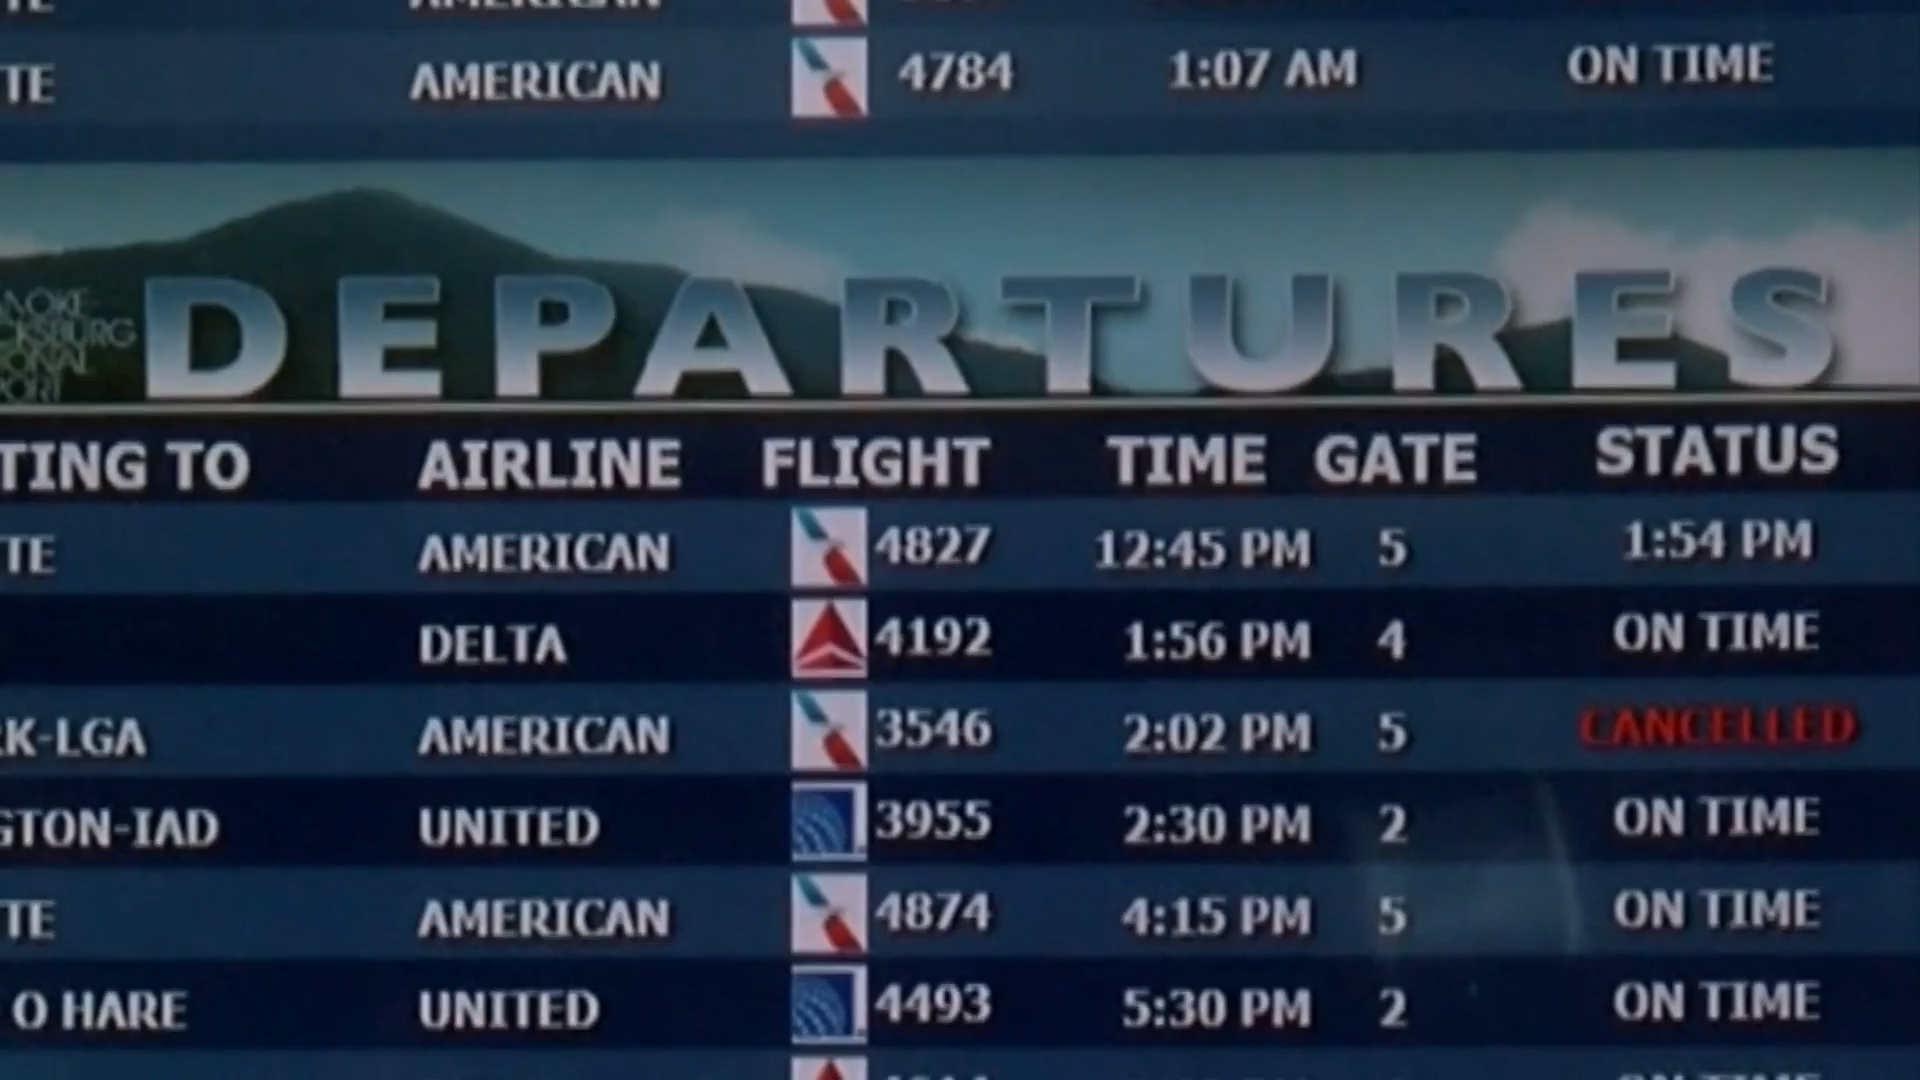 TE AMERICAN 4784 1:07 AM ON TIME
DEPARTURES
TING TO AIRLINE FLIGHT TIME GATE STATUS
TE AMERICAN 4827 12:45 PM 5 1:54 PM
DELTA 4192 1:56 PM 4 ON TIME
RK-LGA AMERICAN 3546 2:02 PM 5 CANCELLED
GTON-IAD UNITED 3955 2:30 PM 2 ON TIME
TE AMERICAN 4874 4:15 PM 5 ON TIME
O HARE UNITED 4493 5:30 PM 2 ON TIME